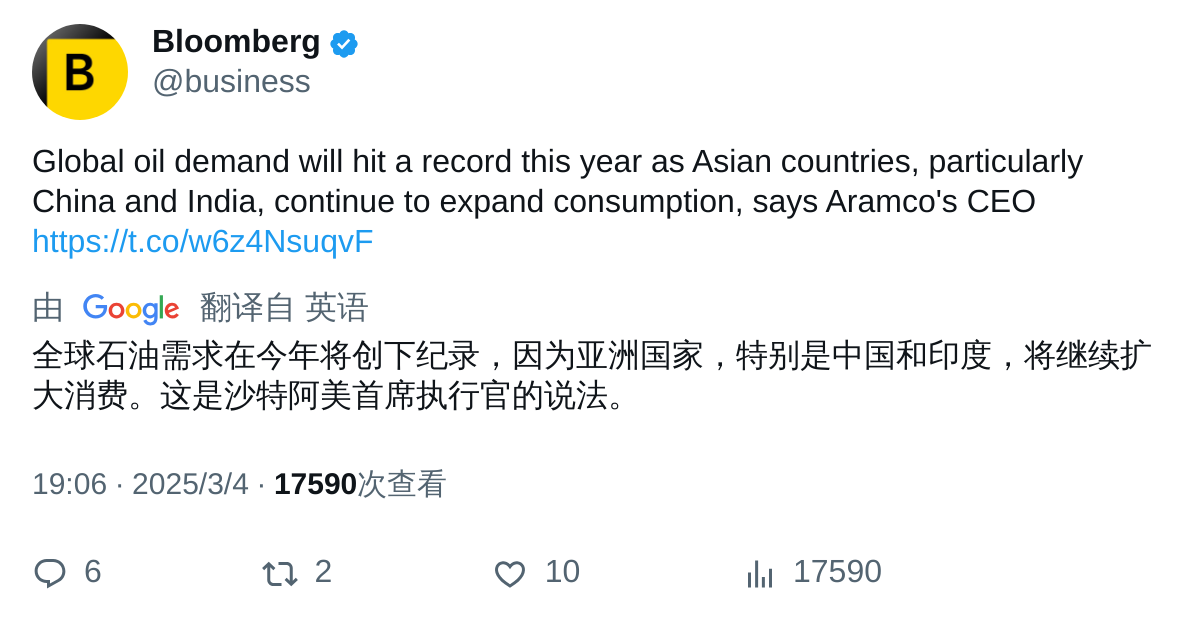 B
Bloomberg
@business
Global oil demand will hit a record this year as Asian countries, particularly
China and India, continue to expand consumption, says Aramco's CEO
https://t.co/w6z4NsuqvF
由 Google 翻译自 英语
全球石油需求在今年将创下纪录，因为亚洲国家，特别是中国和印度，将继续扩
大消费。这是沙特阿美首席执行官的说法。
19:06 · 2025/3/4 · 17590次查看
6 2 10 17590